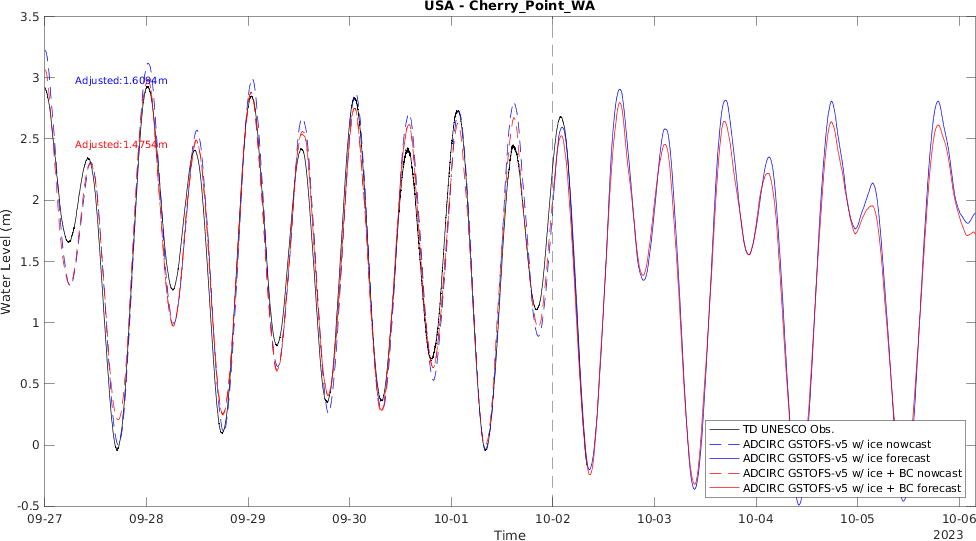 USA - Cherry_Point_WA
Water Level (m)
3.5
3
2.5
2
1.5
1
0.5
0
-0.5
Adjusted:1.6094m
Adjusted:1.4754m
TD UNESCO Obs.
ADCIRC GSTOFS-v5 w/ ice nowcast
ADCIRC GSTOFS-v5 w/ ice forecast
ADCIRC GSTOFS-v5 w/ ice + BC nowcast
ADCIRC GSTOFS-v5 w/ ice + BC forecast
09-27 09-28 09-29 09-30 10-01 10-02 10-03 10-04 10-05 10-06
Time
2023